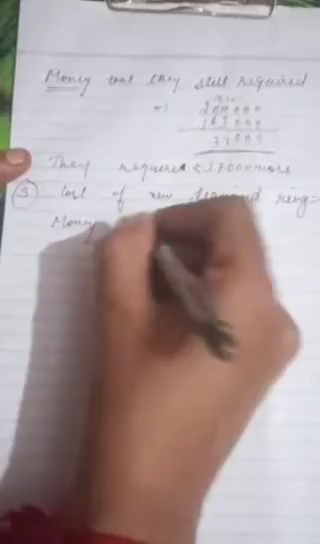 Money that they still required
200000
163000
37000
They required ₹ 37000 more
(3) Cost of new diamond ring =
Money